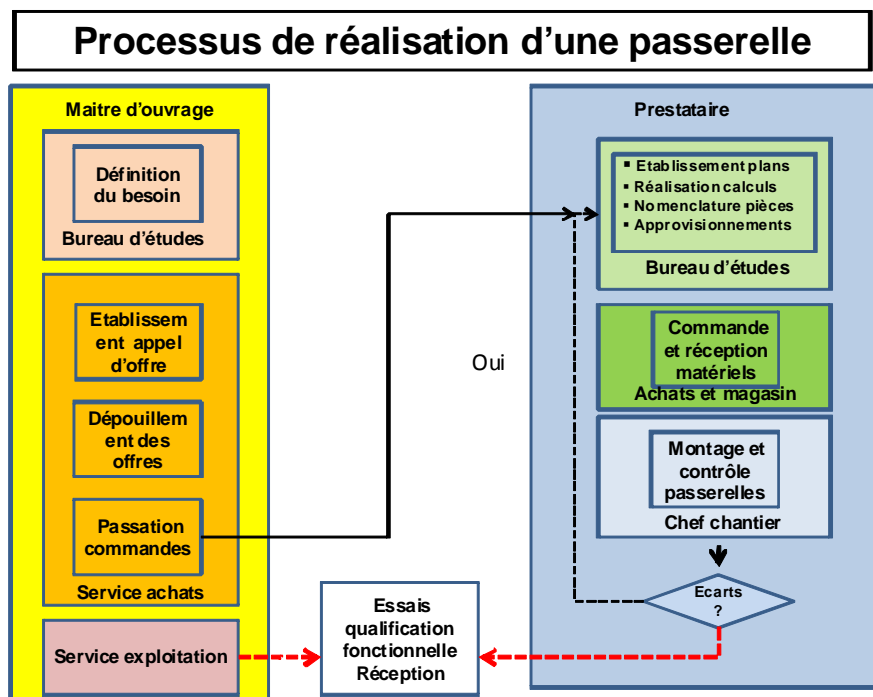 Processus de réalisation d'une passerelle
Maitre d'ouvrage
Définition
du besoin
Bureau d'études
Etablissem
ent appel
d'offre
Dépouillem
ent des
offres
Passation
commandes
Service achats
Service exploitation
Oui
Essais
qualification
fonctionnelle
Réception
Prestataire
▪ Etablissement plans
▪ Réalisation calculs
▪ Nomenclature pièces
▪ Approvisionnements
Bureau d'études
Commande
et réception
matériels
Achats et magasin
Montage et
contrôle
passerelles
Chef chantier
Ecarts
?